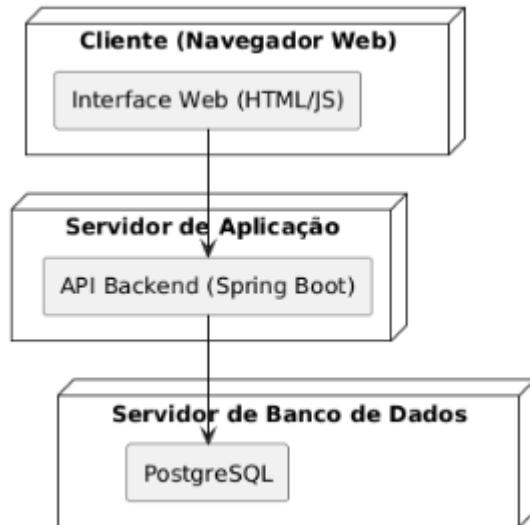 Cliente (Navegador Web)
Interface Web (HTML/JS)
Servidor de Aplicação
API Backend (Spring Boot)
Servidor de Banco de Dados
PostgreSQL